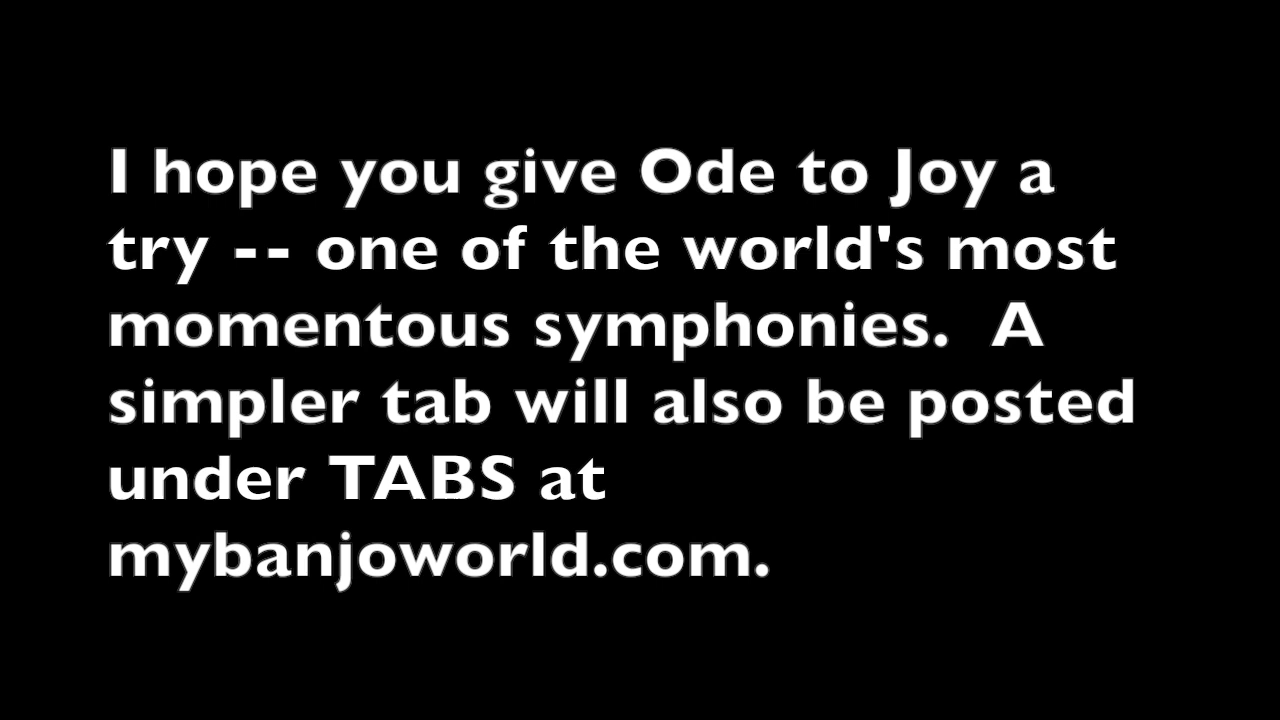 I hope you give Ode to Joy a
try -- one of the world's most
momentous symphonies.  A
simpler tab will also be posted
under TABS at
mybanjoworld.com.